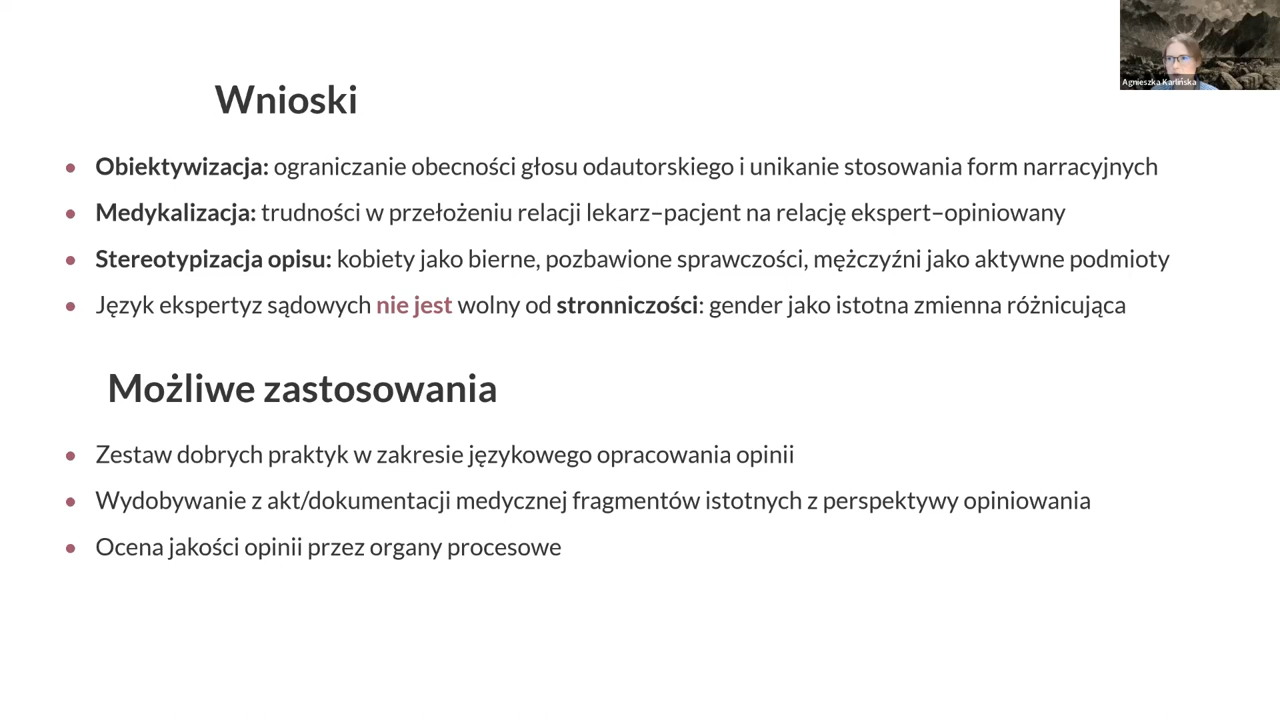 Agnieszka Karlińska
Wnioski
Obiektywizacja: ograniczanie obecności głosu odautorskiego i unikanie stosowania form narracyjnych
Medykalizacja: trudności w przełożeniu relacji lekarz–pacjent na relację ekspert–opiniowany
Stereotypizacja opisu: kobiety jako bierne, pozbawione sprawczości, mężczyźni jako aktywne podmioty
Język ekspertyz sądowych nie jest wolny od stronniczości: gender jako istotna zmienna różnicująca
Możliwe zastosowania
Zestaw dobrych praktyk w zakresie językowego opracowania opinii
Wydobywanie z akt/dokumentacji medycznej fragmentów istotnych z perspektywy opiniowania
Ocena jakości opinii przez organy procesowe